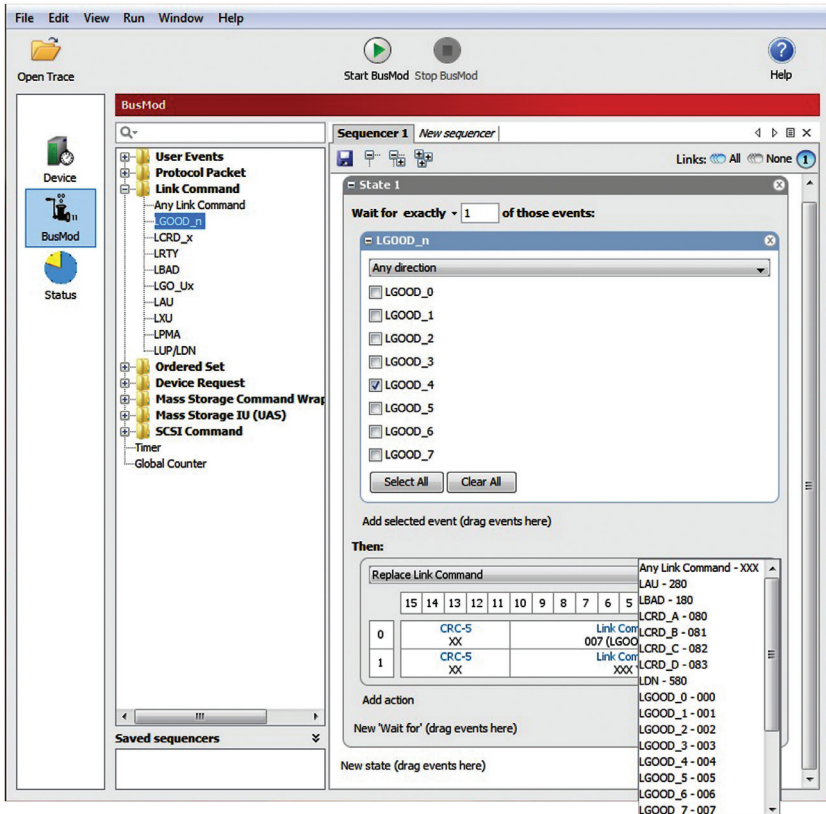 File Edit View Run Window Help
Open Trace
Start BusMod Stop BusMod
Help
Device
BusMod
Status
BusMod
User Events
Protocol Packet
Link Command
Any Link Command
LGOOD_n
LCRD_x
LRTY
LBAD
LGO_Ux
LAU
LXU
LPMA
LUP/LDN
Ordered Set
Device Request
Mass Storage Command Wrap
Mass Storage IU (UAS)
SCSI Command
Timer
Global Counter
Saved sequencers
Sequencer 1 New sequencer
Links: All None 1
State 1
Wait for exactly 1 of those events:
LGOOD_n
Any direction
LGOOD_0
LGOOD_1
LGOOD_2
LGOOD_3
LGOOD_4
LGOOD_5
LGOOD_6
LGOOD_7
Select All Clear All
Add selected event (drag events here)
Then:
Replace Link Command
15 14 13 12 11 10 9 8 7 6 5
0 CRC-5 Link Com
XX 007 (LGOO
1 CRC-5 Link Com
XX XXX
Add action
New 'Wait for' (drag events here)
New state (drag events here)
Any Link Command - XXX
LAU - 280
LBAD - 180
LCRD_A - 080
LCRD_B - 081
LCRD_C - 082
LCRD_D - 083
LDN - 580
LGOOD_0 - 000
LGOOD_1 - 001
LGOOD_2 - 002
LGOOD_3 - 003
LGOOD_4 - 004
LGOOD_5 - 005
LGOOD_6 - 006
LGOOD_7 - 007